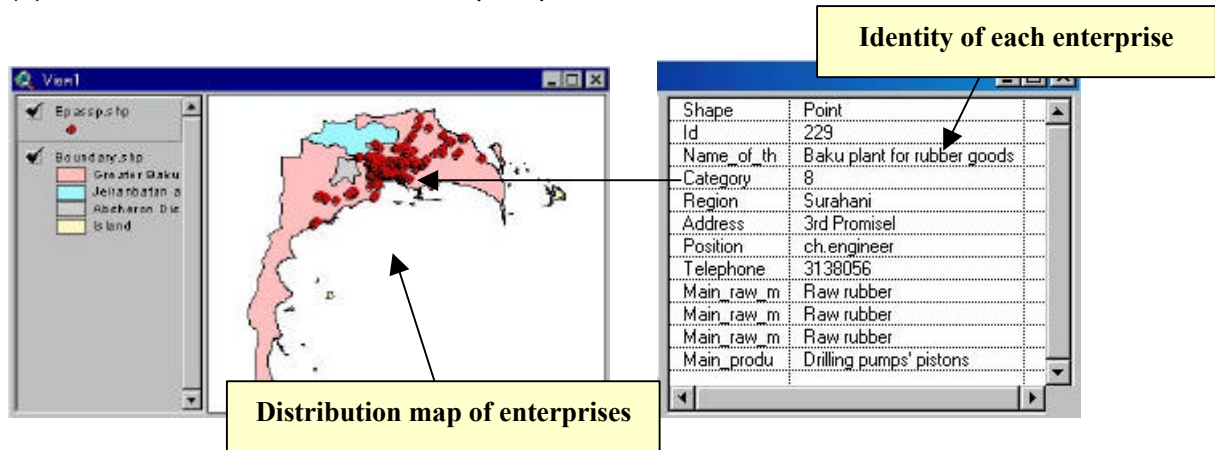 Identity of each enterprise
View1
Epassp.shp
Boundary.shp
Greater Baku
Jeiranbatan a
Absheron Dis
Island
Shape Point
Id 229
Name_of_th Baku plant for rubber goods
Category 8
Region Surahani
Address 3rd Promisel
Position ch.engineer
Telephone 3138056
Main_raw_m Raw rubber
Main_raw_m Raw rubber
Main_raw_m Raw rubber
Main_produ Drilling pumps' pistons
Distribution map of enterprises